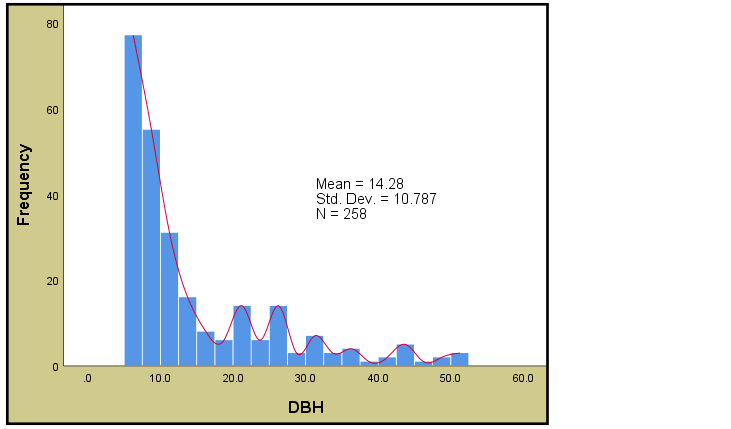 80
60
40
20
0
Frequency
Mean = 14.28
Std. Dev. = 10.787
N = 258
.0 10.0 20.0 30.0 40.0 50.0 60.0
DBH